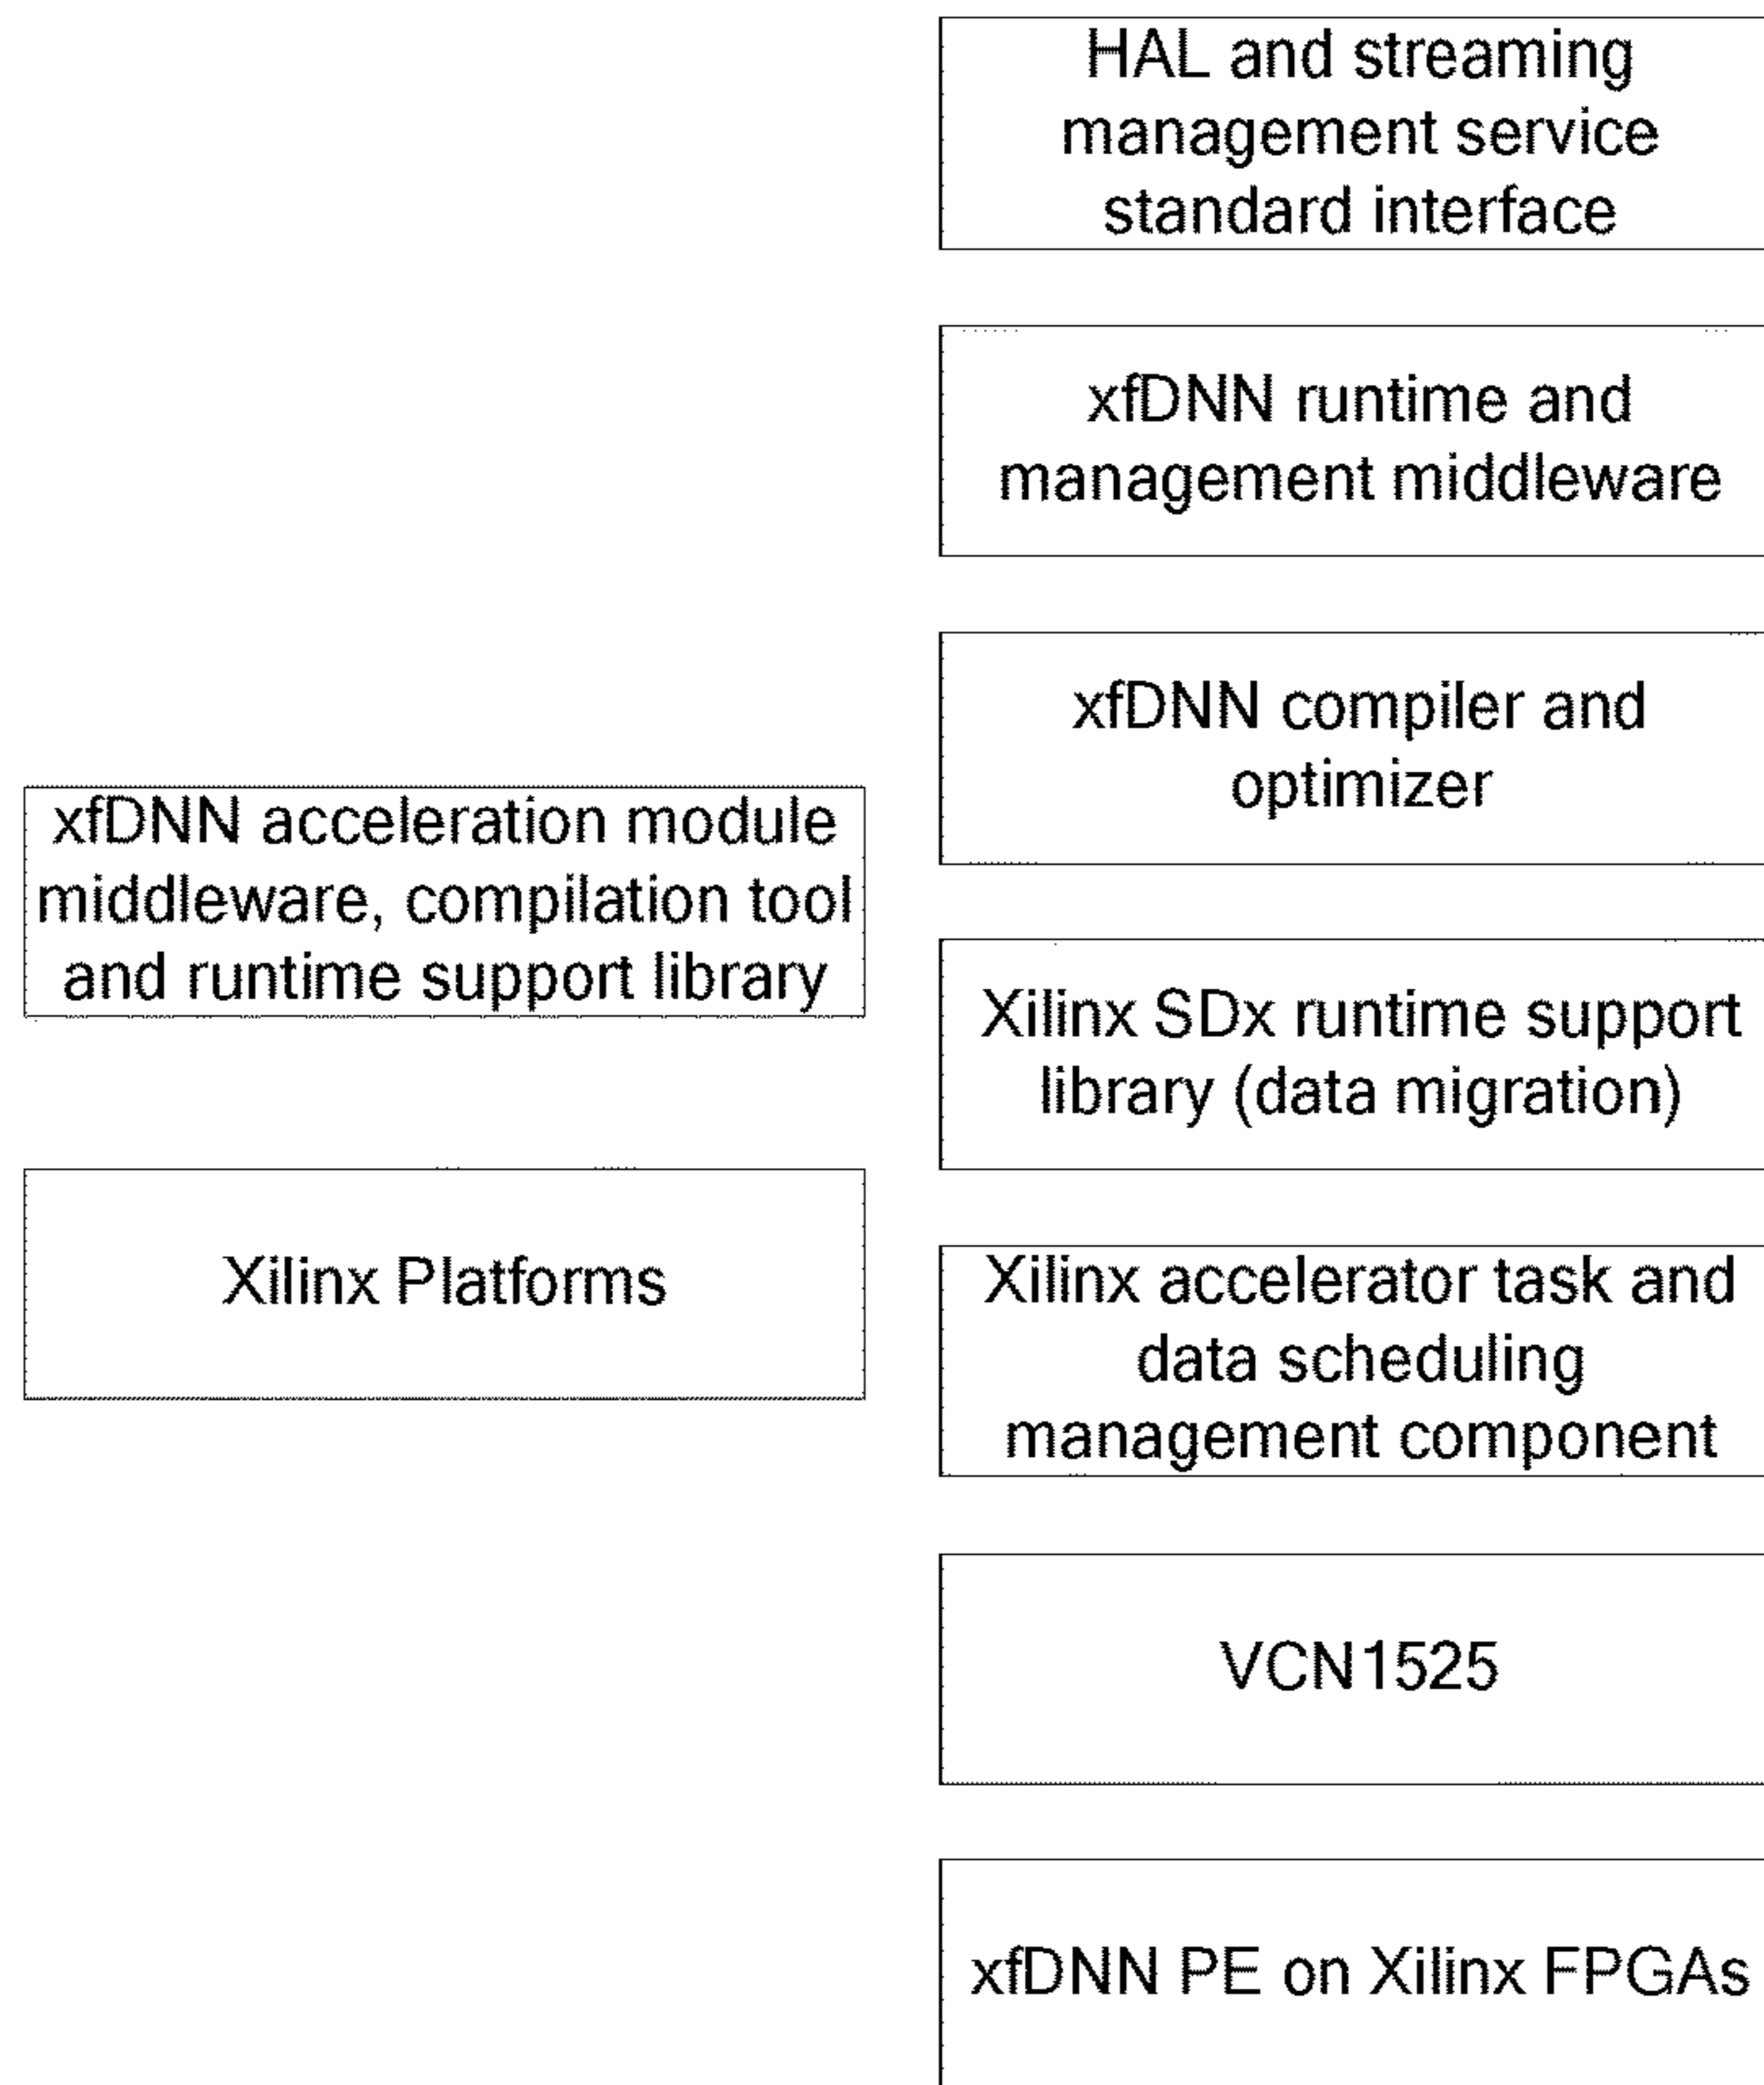 HAL and streaming
management service
standard interface
xfDNN runtime and
management middleware
xfDNN compiler and
optimizer
xfDNN acceleration module
middleware, compilation tool
and runtime support library
Xilinx SDx runtime support
library (data migration)
Xilinx Platforms
Xilinx accelerator task and
data scheduling
management component
VCN1525
xfDNN PE on Xilinx FPGAs